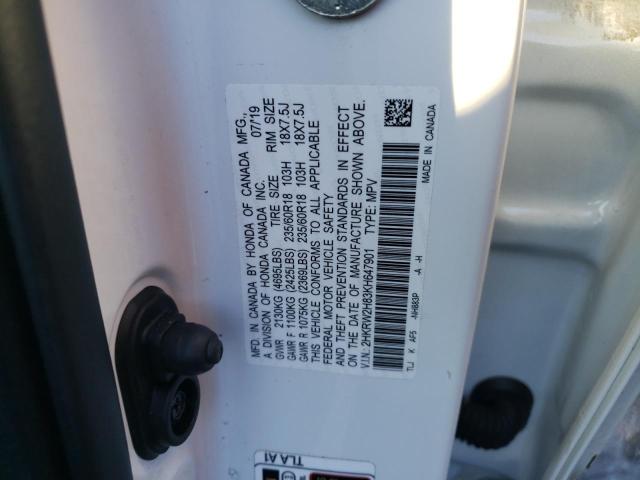 MADE IN CANADA BY HONDA OF CANADA MFG.,
A DIVISION OF HONDA CANADA INC. 07/19
TIRE SIZE RIM SIZE
GVWR 2130KG (4695LBS)
GAWR F 1100KG (2425LBS) 235/60R18 103H 18X7.5J
GAWR R 1075KG (2369LBS) 235/60R18 103H 18X7.5J
THIS VEHICLE CONFORMS TO ALL APPLICABLE
FEDERAL MOTOR VEHICLE SAFETY
AND THEFT PREVENTION STANDARDS IN EFFECT
ON THE DATE OF MANUFACTURE SHOWN ABOVE.
V.I.N.: 2HKRW2H83KH647901 TYPE: MPV
TLJ K AF5 -NH883P -A -H
MADE IN CANADA
TLA A1